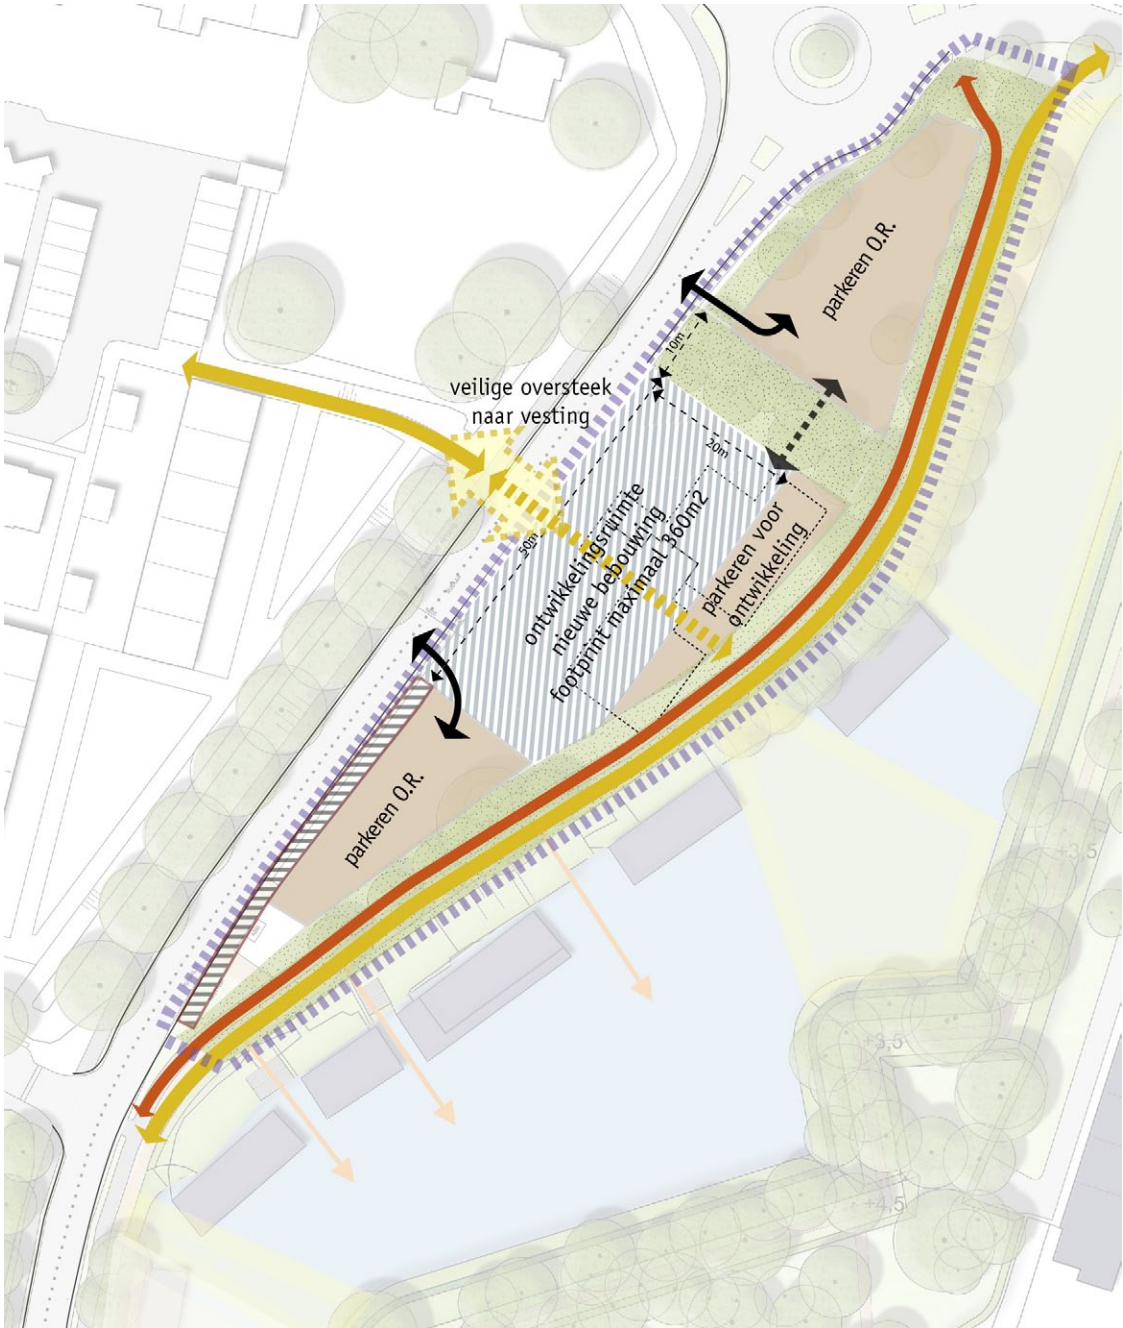 parkeren O.R.
10m
veilige oversteek
naar vesting
20m
50m
ontwikkelingsruimte
nieuwe bebouwing
footprint maximaal 360m2
parkeren voor
ontwikkeling
parkeren O.R.
+3,5
+3,5
+4,5